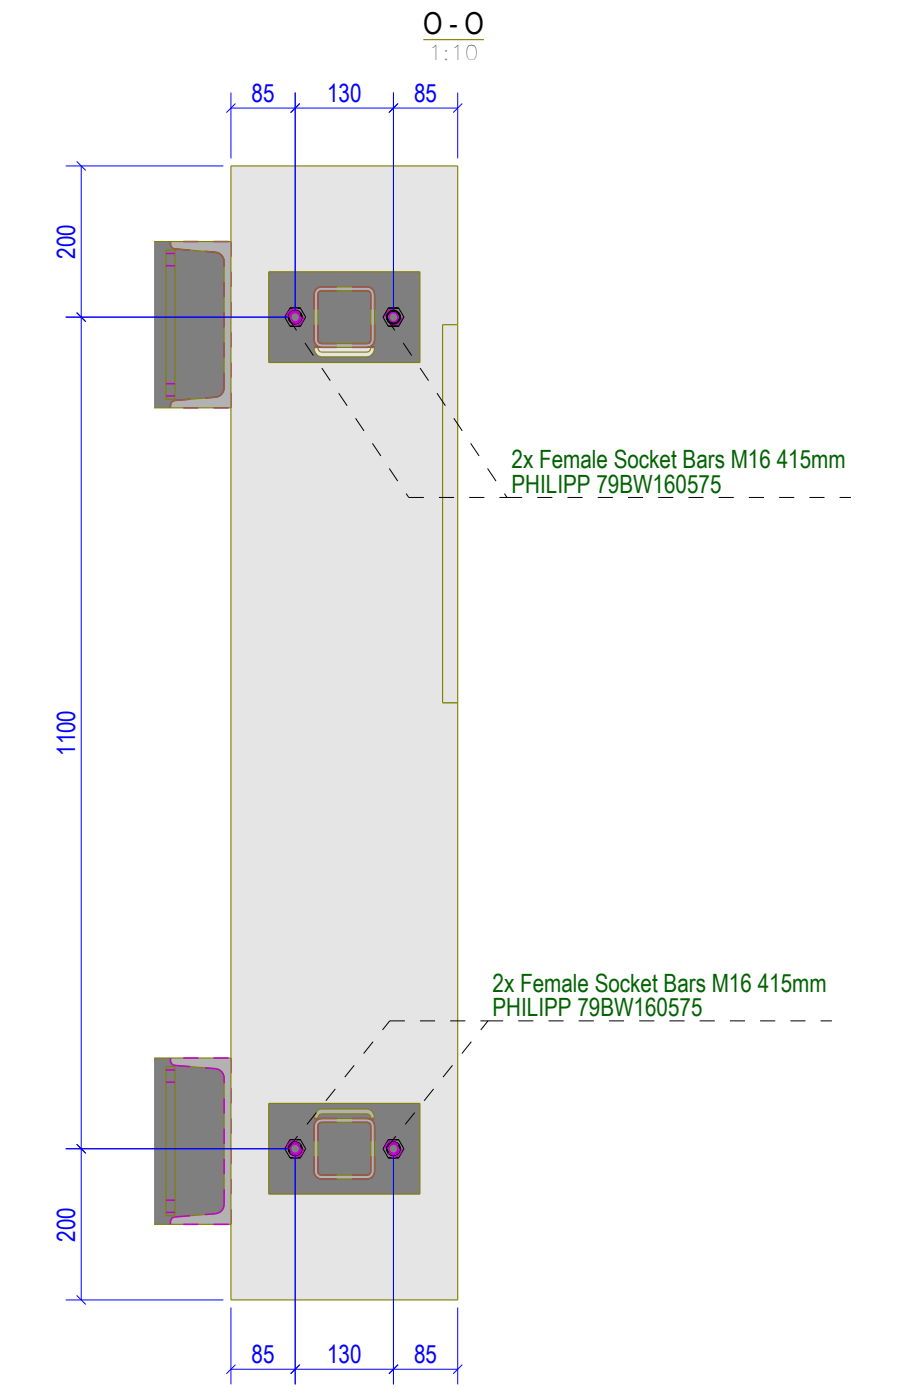 O - O
1:10
85 130 85
200
2x Female Socket Bars M16 415mm
PHILIPP 79BW160575
1100
2x Female Socket Bars M16 415mm
PHILIPP 79BW160575
200
85 130 85